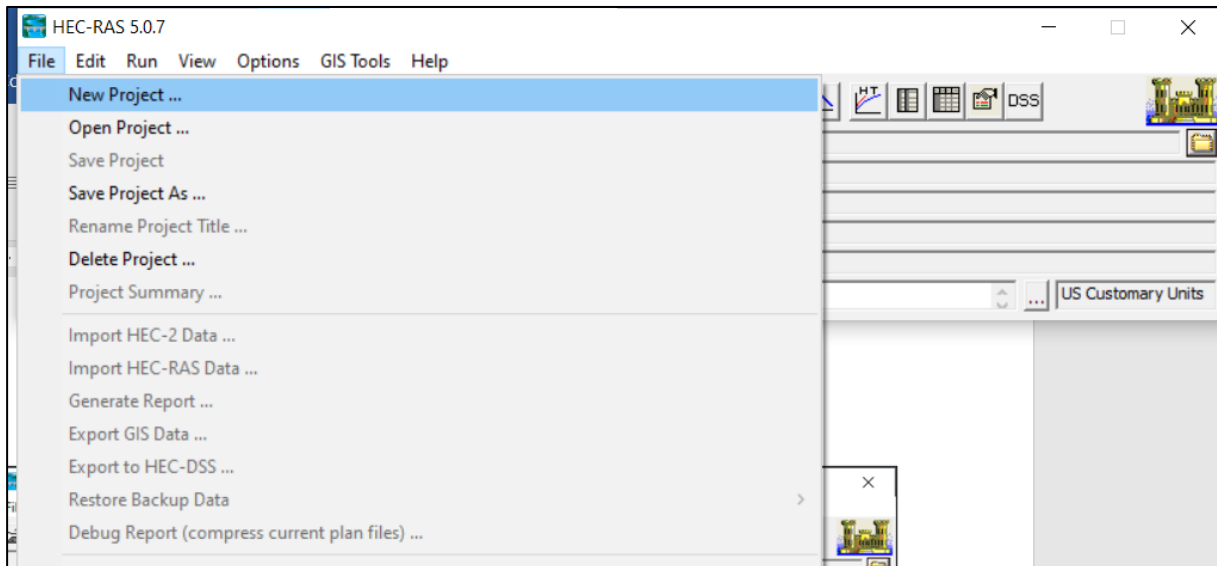 HEC-RAS 5.0.7
File Edit Run View Options GIS Tools Help
New Project ...
HT
DSS
Open Project ...
Save Project
Save Project As ...
Rename Project Title ...
Delete Project ...
Project Summary ...
... US Customary Units
Import HEC-2 Data ...
Import HEC-RAS Data ...
Generate Report ...
Export GIS Data ...
Export to HEC-DSS ...
Restore Backup Data
Debug Report (compress current plan files) ...